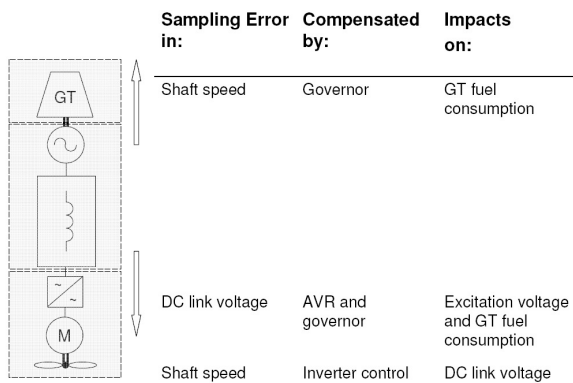 Sampling Error in: Compensated by: Impacts on:
GT
Shaft speed Governor GT fuel consumption
~
~
DC link voltage AVR and governor Excitation voltage and GT fuel consumption
M
Shaft speed Inverter control DC link voltage